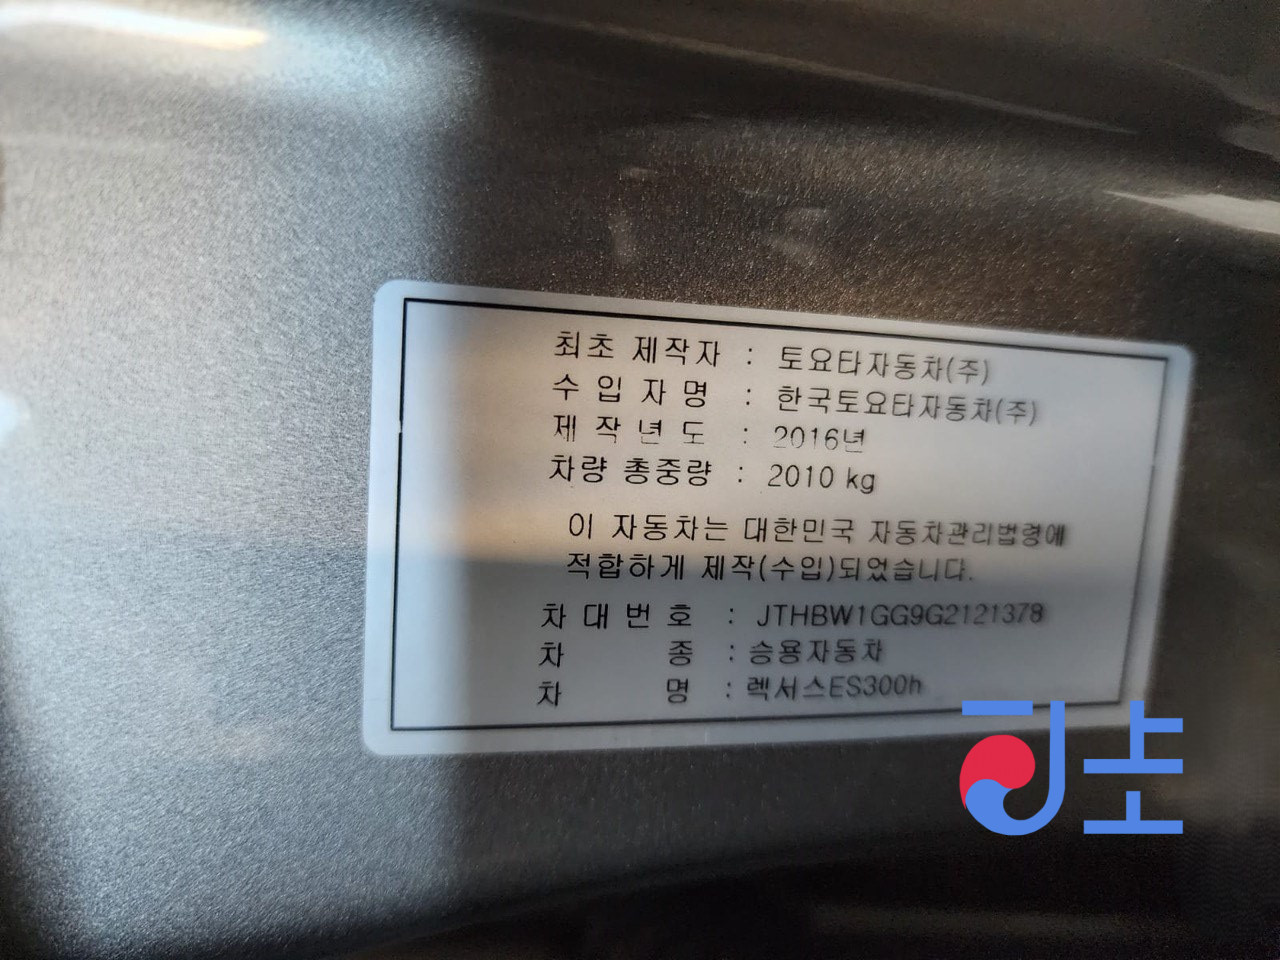 최초 제작자 : 토요타자동차(주)
수 입 자 명 : 한국토요타자동차(주)
제 작 년 도 : 2016년
차량 총중량 : 2010 kg
이 자동차는 대한민국 자동차관리법령에
적합하게 제작(수입)되었습니다.
차 대 번 호 : JTHBW1GG9G2121378
차 종 : 승용자동차
차 명 : 렉서스ES300h